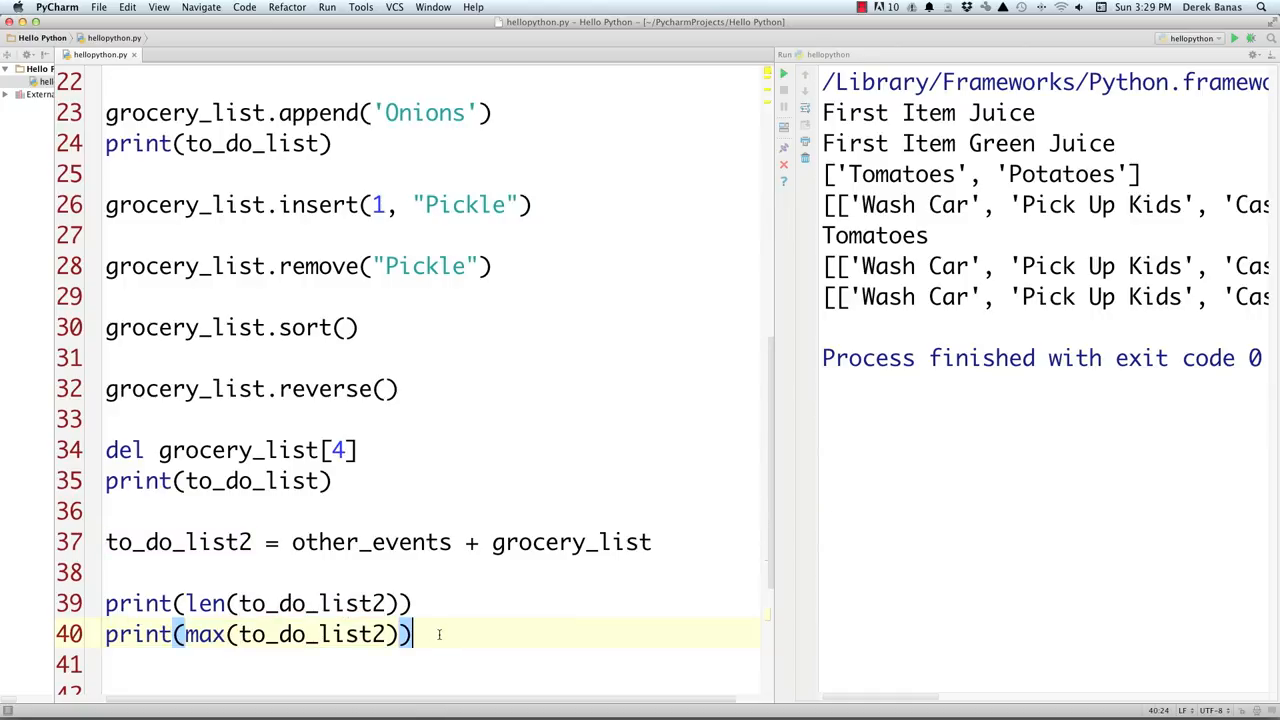 PyCharm File Edit View Navigate Code Refactor Run Tools VCS Window Help 10 Sun 3:29 PM Derek Banas
hellopython.py - Hello Python - [~/PycharmProjects/Hello Python]
Hello Python hellopython.py hellopython
hellopython.py Run hellopython
Hello P
hell
Extern
22
23 grocery_list.append('Onions')
24 print(to_do_list)
25
26 grocery_list.insert(1, "Pickle")
27
28 grocery_list.remove("Pickle")
29
30 grocery_list.sort()
31
32 grocery_list.reverse()
33
34 del grocery_list[4]
35 print(to_do_list)
36
37 to_do_list2 = other_events + grocery_list
38
39 print(len(to_do_list2))
40 print(max(to_do_list2))
41
42
/Library/Frameworks/Python.framewo
First Item Juice
First Item Green Juice
['Tomatoes', 'Potatoes']
[['Wash Car', 'Pick Up Kids', 'Cas
Tomatoes
[['Wash Car', 'Pick Up Kids', 'Cas
[['Wash Car', 'Pick Up Kids', 'Cas
Process finished with exit code 0
40:24 LF UTF-8